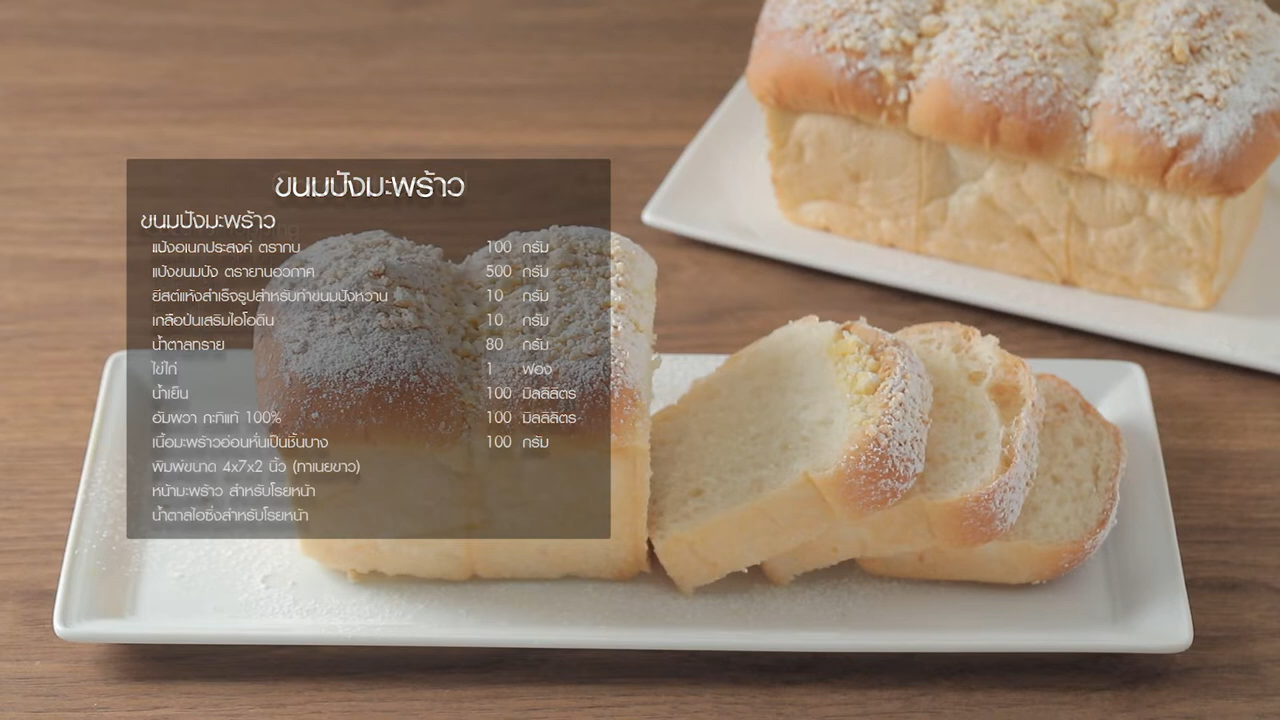 ขนมปังมะพร้าว
ขนมปังมะพร้าว
แป้งอเนกประสงค์ ตรากบ 100 กรัม
แป้งขนมปัง ตรายานอวกาศ 500 กรัม
ยีสต์แห้งสำเร็จรูปสำหรับทำขนมปังหวาน 10 กรัม
เกลือป่นเสริมไอโอดีน 10 กรัม
น้ำตาลทราย 80 กรัม
ไข่ไก่ 1 ฟอง
น้ำเย็น 100 มิลลิลิตร
อัมพวา กะทิแท้ 100% 100 มิลลิลิตร
เนื้อมะพร้าวอ่อนหั่นเป็นชิ้นบาง 100 กรัม
พิมพ์ขนาด 4x7x2 นิ้ว (ทาเนยขาว)
หน้ามะพร้าว สำหรับโรยหน้า
น้ำตาลไอซิ่งสำหรับโรยหน้า